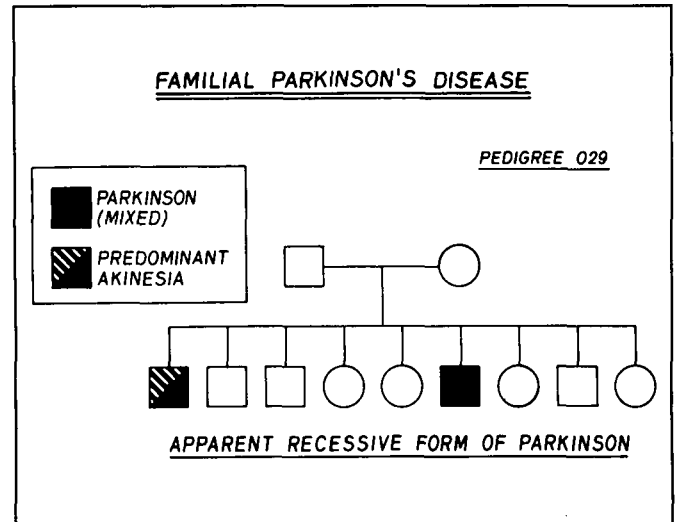 FAMILIAL PARKINSON'S DISEASE
PEDIGREE 029
PARKINSON
(MIXED)
PREDOMINANT
AKINESIA
APPARENT RECESSIVE FORM OF PARKINSON